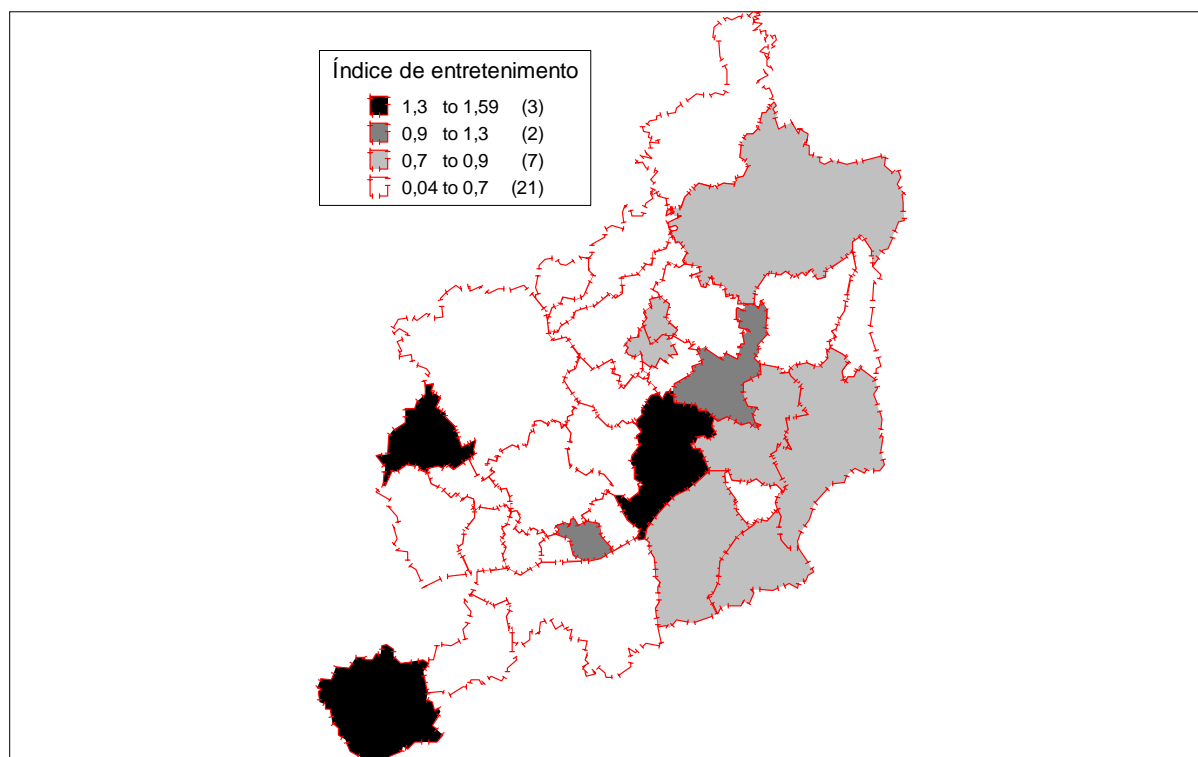 Índice de entretenimento
1,3 to 1,59 (3)
0,9 to 1,3 (2)
0,7 to 0,9 (7)
0,04 to 0,7 (21)